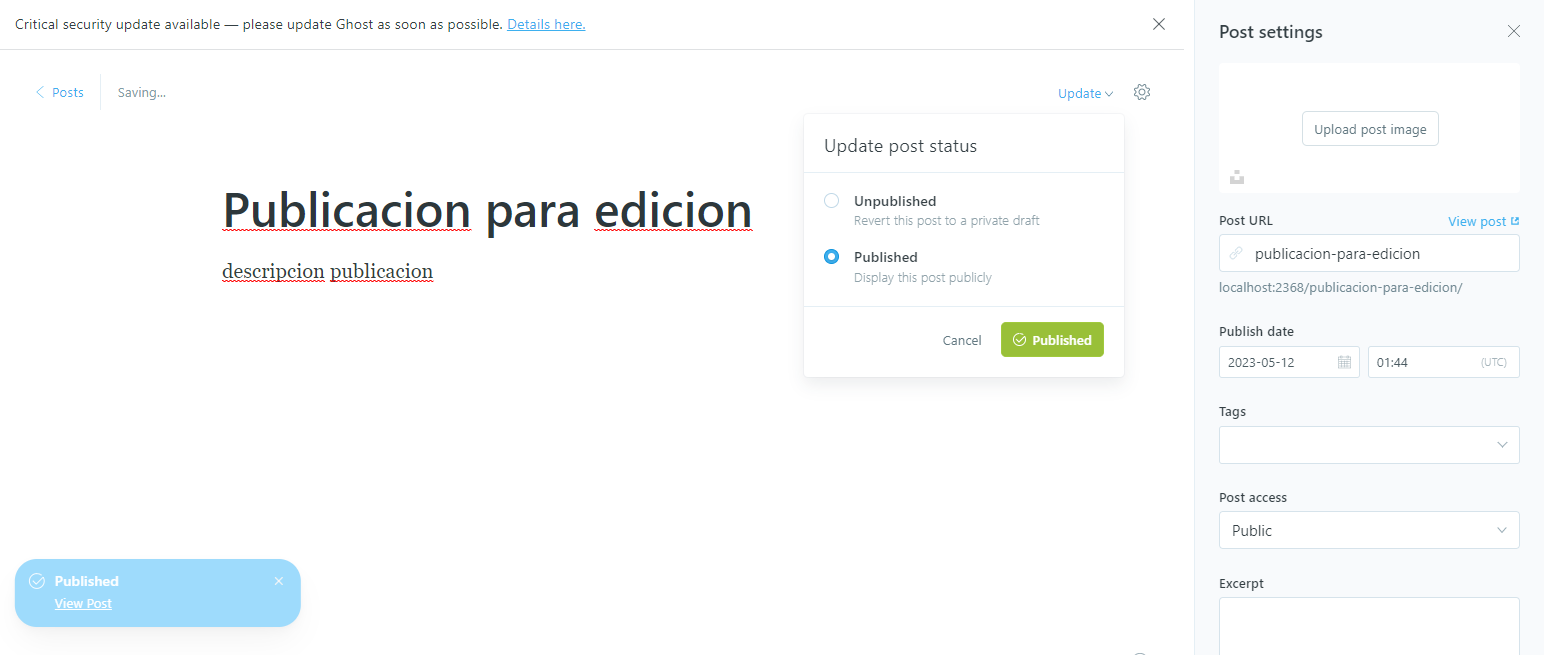 Critical security update available — please update Ghost as soon as possible. Details here.
Posts
Saving...
Update
Update post status
Unpublished
Revert this post to a private draft
Published
Display this post publicly
Cancel
Published
Publicacion para edicion
descripcion publicacion
Published
View Post
Post settings
Upload post image
Post URL
View post
publicacion-para-edicion
localhost:2368/publicacion-para-edicion/
Publish date
2023-05-12
01:44
(UTC)
Tags
Post access
Public
Excerpt